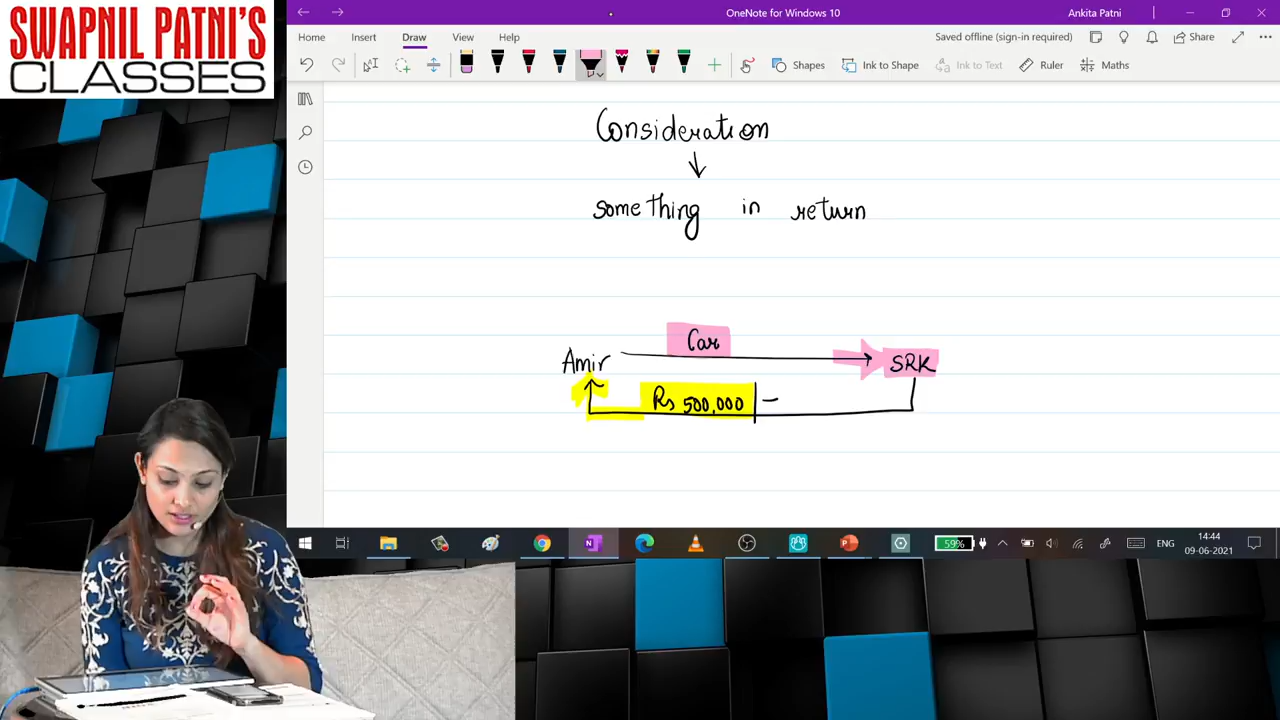 SWAPNIL PATNI'S
CLASSES
OneNote for Windows 10
Ankita Patni
Home Insert Draw View Help
Saved offline (sign-in required)
Share
Shapes
Ink to Shape
Ink to Text
Ruler
Maths
Consideration
something in return
Car
Amir
SRK
Rs 500,000/-
59%
ENG
14:44
09-06-2021